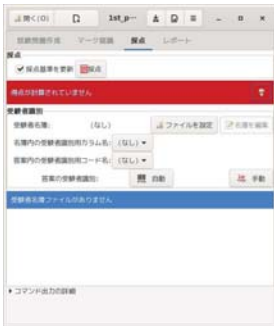 開く(O) 1st_p…
試験問題作成 マーク認識 採点 レポート
採点
採点基準を更新 採点
得点が計算されていません
受験者識別
受験者名簿: (なし) ファイルを設定 名簿を編集
名簿内の受験者識別用カラム名: (なし)
答案内の受験者識別用コード名: (なし)
答案の受験者識別: 自動 手動
受験者名簿ファイルがありません
コマンド出力の詳細